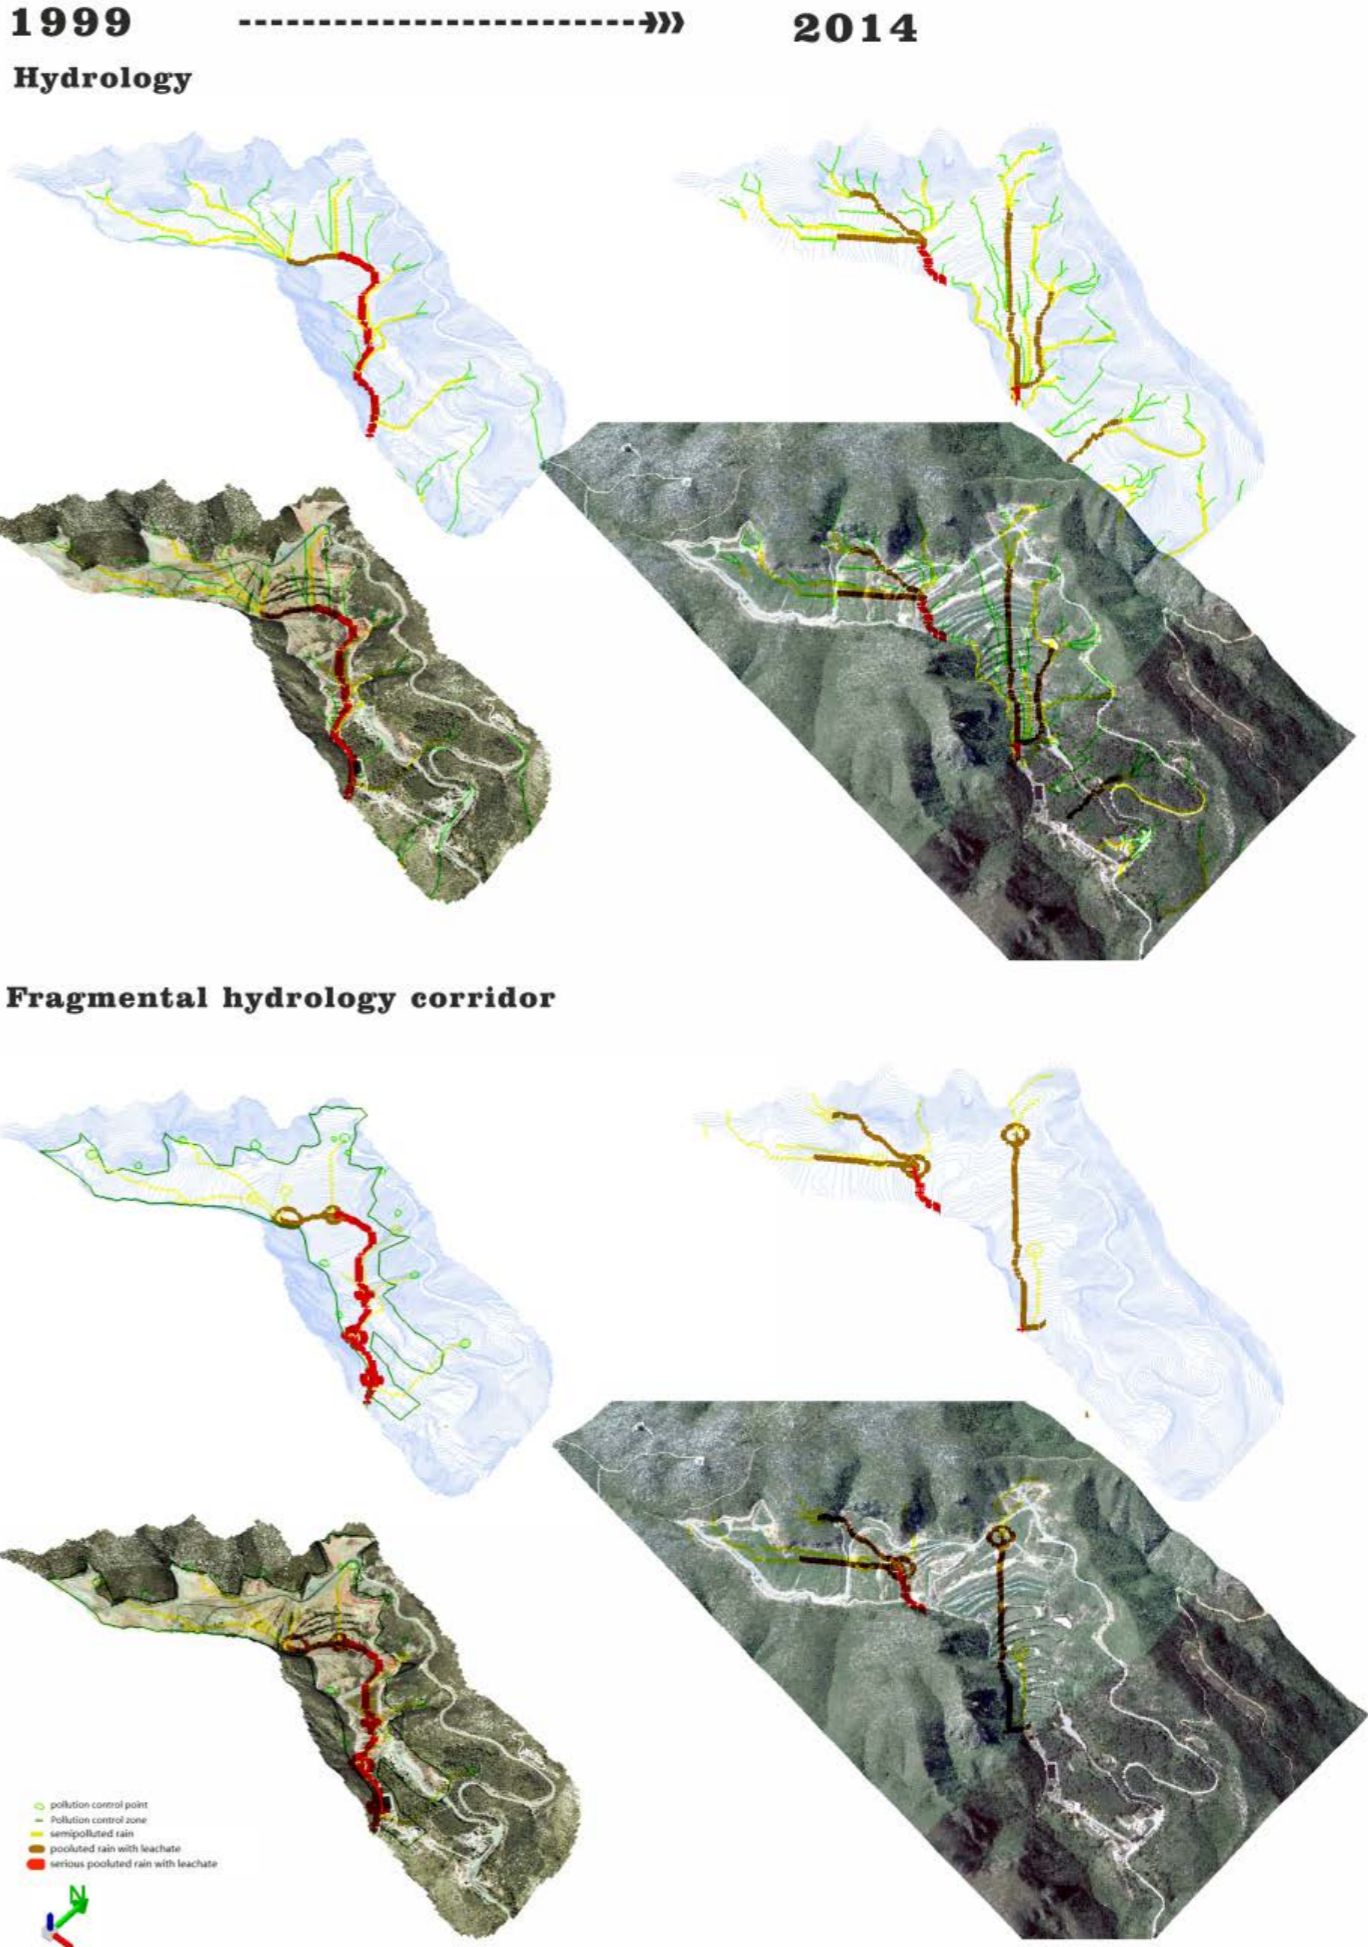 1999
2014
Hydrology
Fragmental hydrology corridor
pollution control point
Pollution control zone
semipolluted rain
pooluted rain with leachate
serious pooluted rain with leachate
N